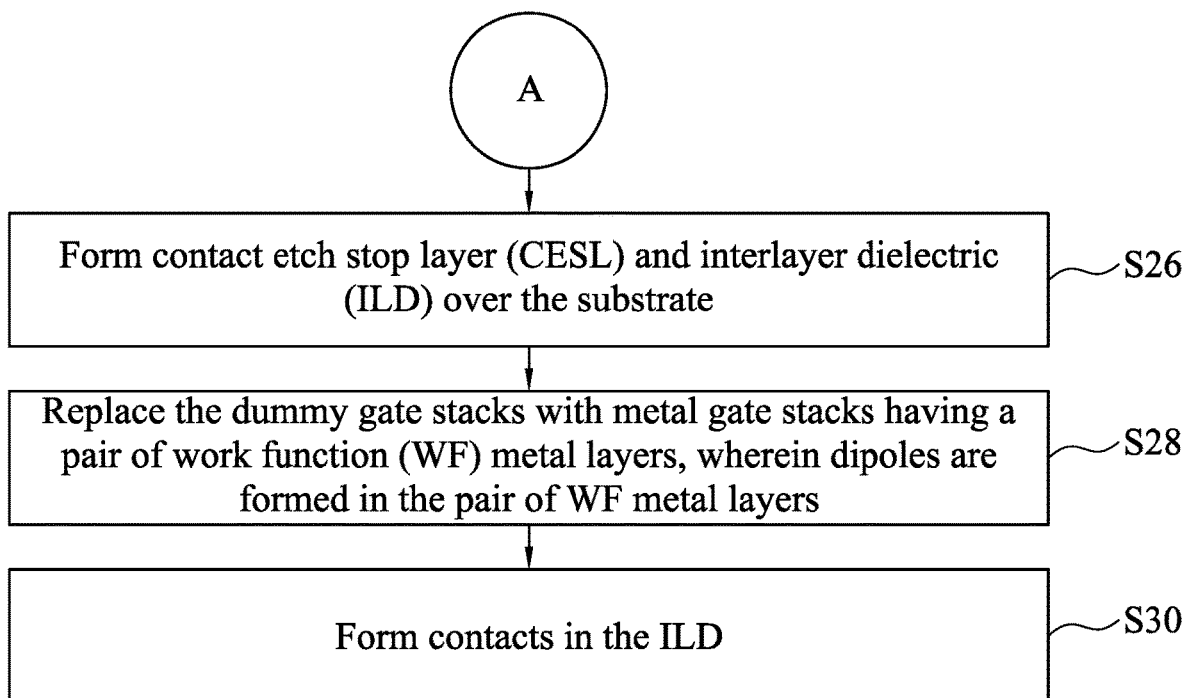 A
Form contact etch stop layer (CESL) and interlayer dielectric
(ILD) over the substrate
S26
Replace the dummy gate stacks with metal gate stacks having a
pair of work function (WF) metal layers, wherein dipoles are
formed in the pair of WF metal layers
S28
Form contacts in the ILD
S30